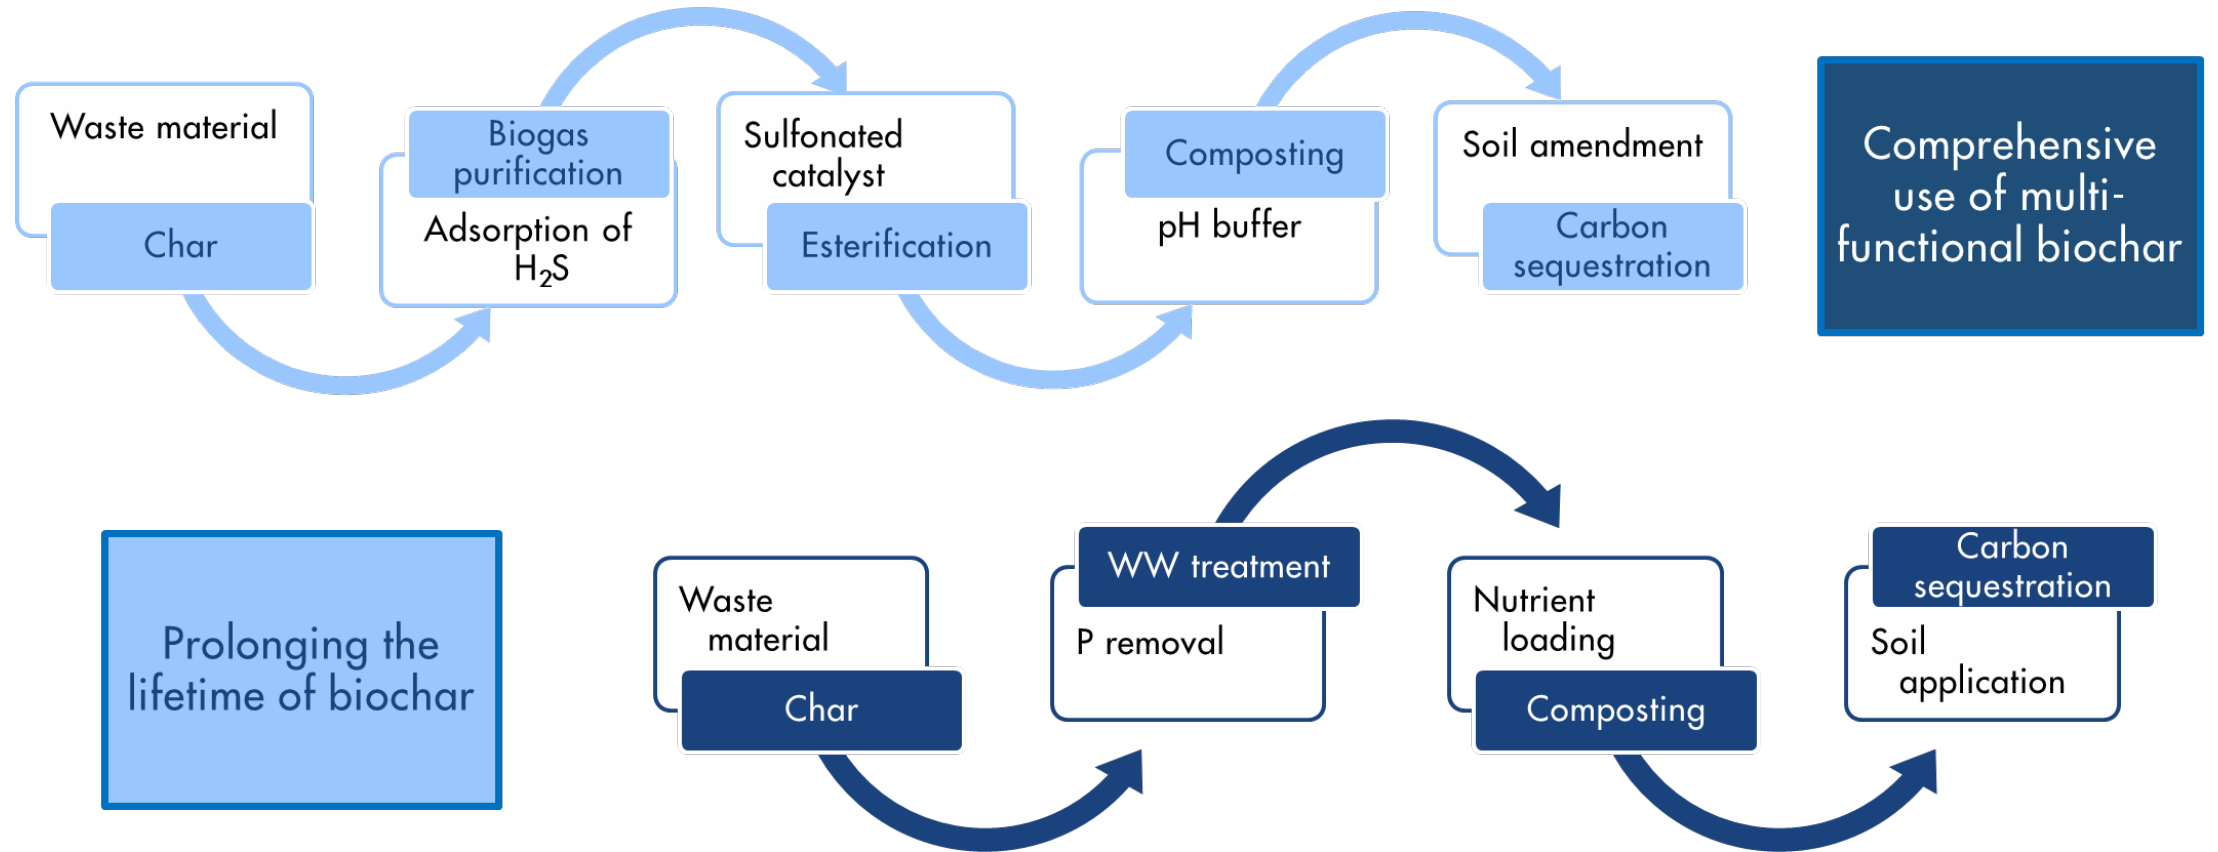 Waste material
Char
Biogas
purification
Adsorption of
H₂S
Sulfonated
catalyst
Esterification
Composting
pH buffer
Soil amendment
Carbon
sequestration
Comprehensive
use of multi-
functional biochar
Prolonging the
lifetime of biochar
Waste
material
Char
WW treatment
P removal
Nutrient
loading
Composting
Carbon
sequestration
Soil
application